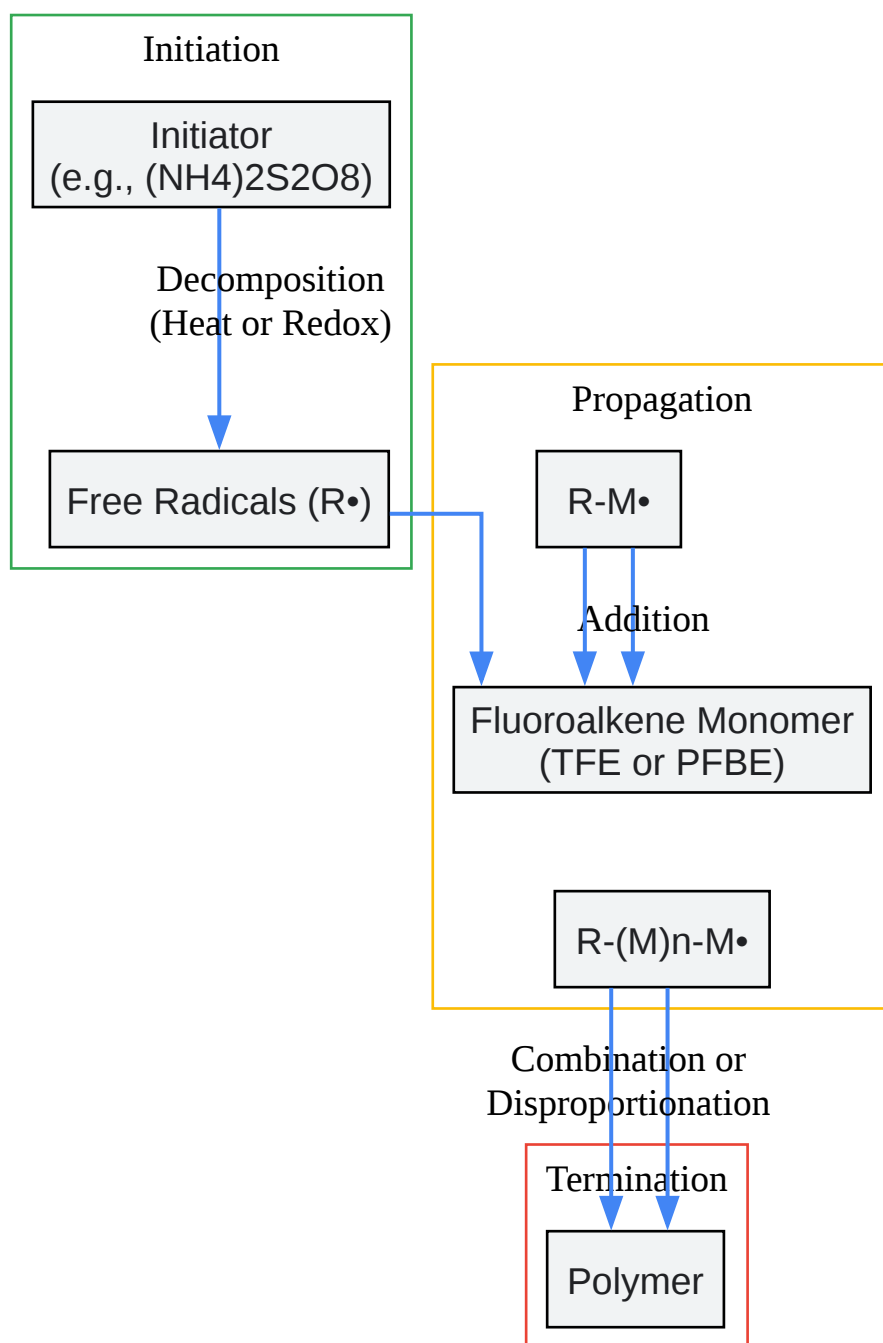 Initiation
Initiator
(e.g., (NH4)2S2O8)
Decomposition
(Heat or Redox)
Free Radicals (R•)
Propagation
R-M•
Addition
Fluoroalkene Monomer
(TFE or PFBE)
R-(M)n-M•
Combination or
Disproportionation
Termination
Polymer